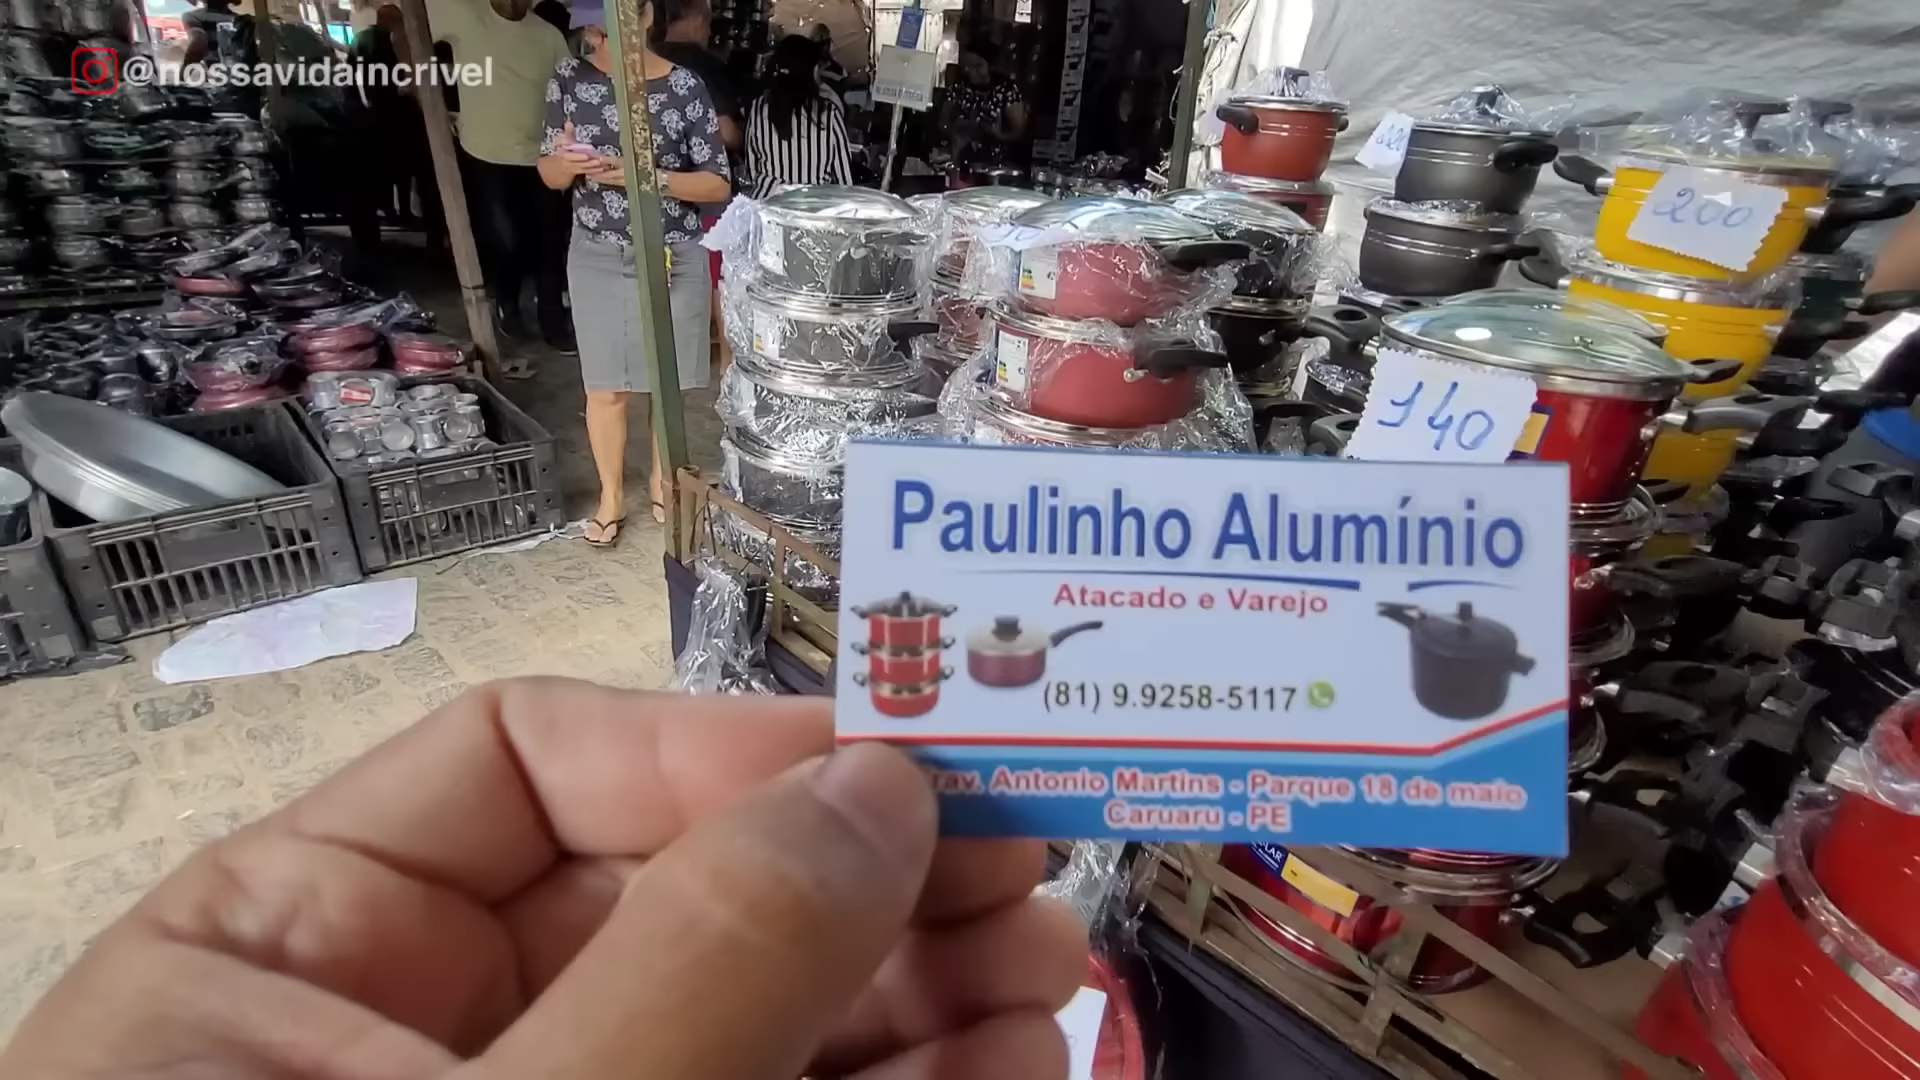 @nossavidaincrivel
200
140
Paulinho Alumínio
Atacado e Varejo
(81) 9.9258-5117
rav. Antonio Martins - Parque 18 de maio
Caruaru - PE